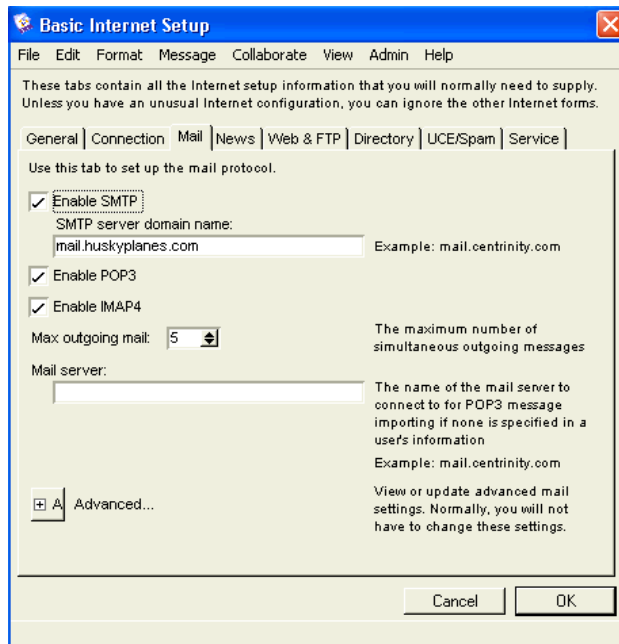 Basic Internet Setup
File Edit Format Message Collaborate View Admin Help
These tabs contain all the Internet setup information that you will normally need to supply.
Unless you have an unusual Internet configuration, you can ignore the other Internet forms.
General Connection Mail News Web & FTP Directory UCE/Spam Service
Use this tab to set up the mail protocol.
Enable SMTP
SMTP server domain name:
mail.huskyplanes.com Example: mail.centrinity.com
Enable POP3
Enable IMAP4
Max outgoing mail: 5
The maximum number of
simultaneous outgoing messages
Mail server:
The name of the mail server to
connect to for POP3 message
importing if none is specified in a
user's information
Example: mail.centrinity.com
A Advanced...
View or update advanced mail
settings. Normally, you will not
have to change these settings.
Cancel OK